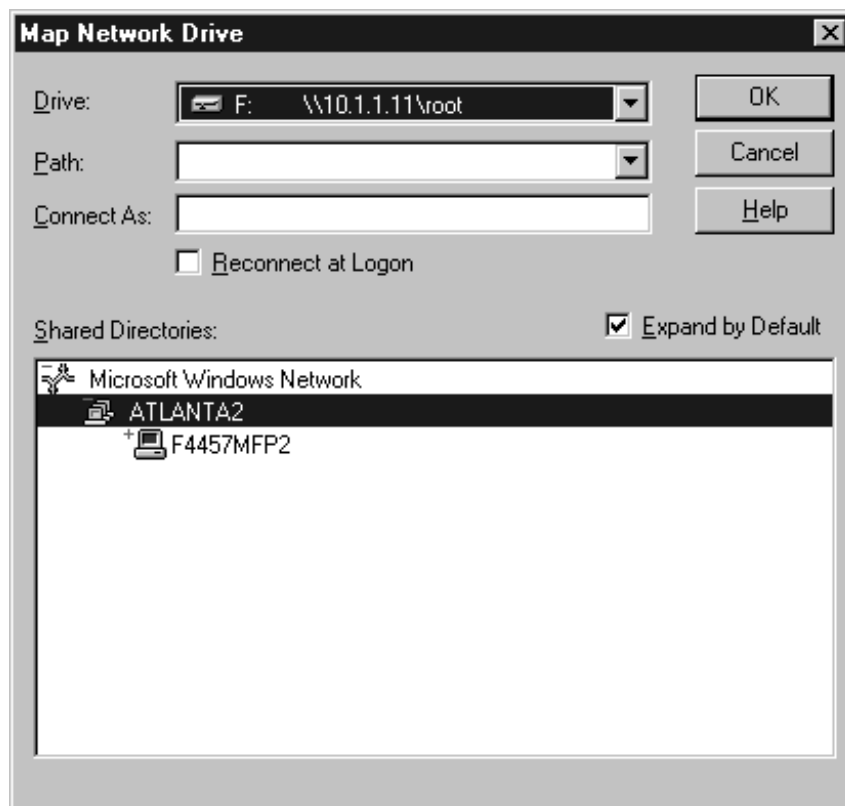 Map Network Drive
Drive: F: \\10.1.1.11\root OK
Path: Cancel
Connect As: Help
Reconnect at Logon
Shared Directories: Expand by Default
Microsoft Windows Network
ATLANTA2
F4457MFP2